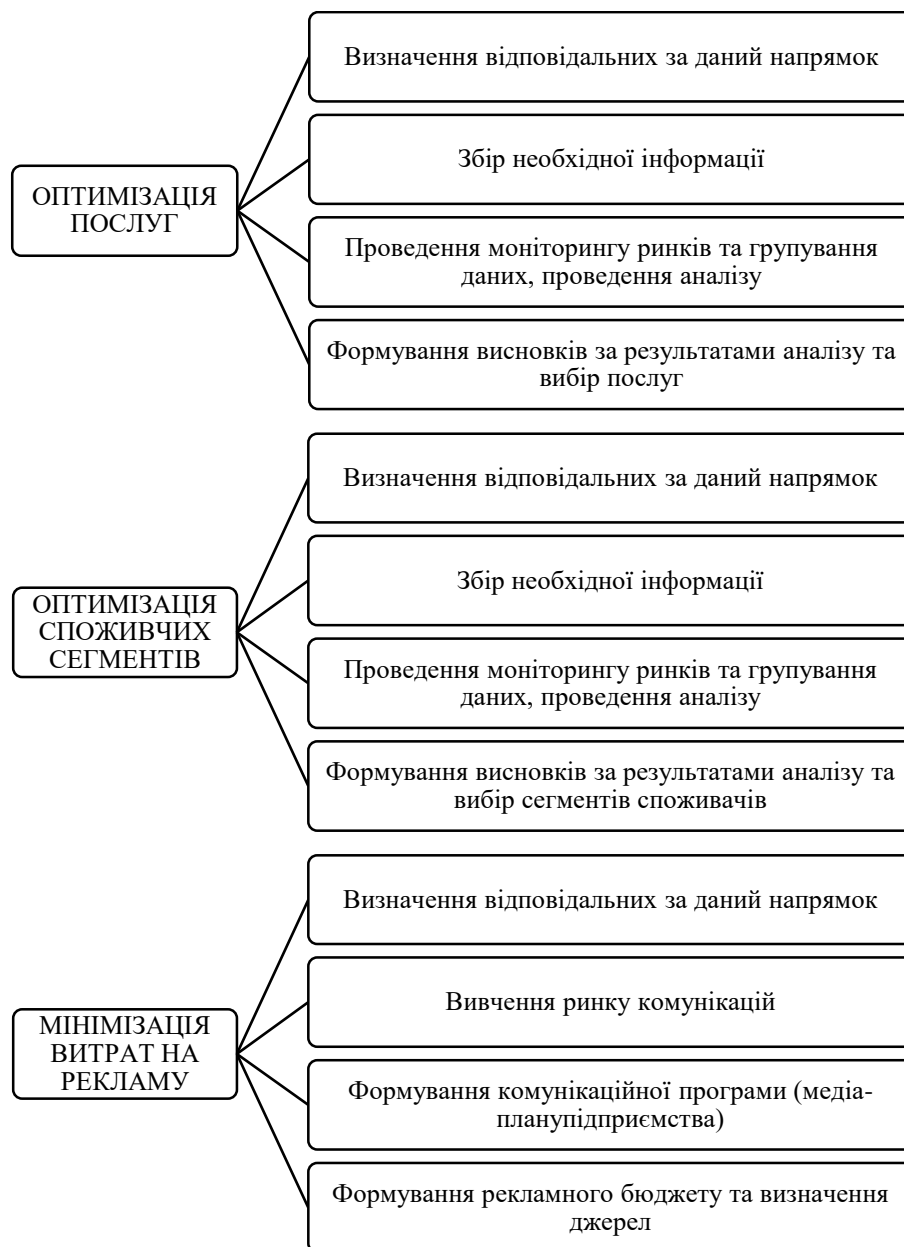 ОПТИМІЗАЦІЯ
ПОСЛУГ
Визначення відповідальних за даний напрямок
Збір необхідної інформації
Проведення моніторингу ринків та групування
даних, проведення аналізу
Формування висновків за результатами аналізу та
вибір послуг
ОПТИМІЗАЦІЯ
СПОЖИВЧИХ
СЕГМЕНТІВ
Визначення відповідальних за даний напрямок
Збір необхідної інформації
Проведення моніторингу ринків та групування
даних, проведення аналізу
Формування висновків за результатами аналізу та
вибір сегментів споживачів
МІНІМІЗАЦІЯ
ВИТРАТ НА
РЕКЛАМУ
Визначення відповідальних за даний напрямок
Вивчення ринку комунікацій
Формування комунікаційної програми (медіа-
планупідприємства)
Формування рекламного бюджету та визначення
джерел